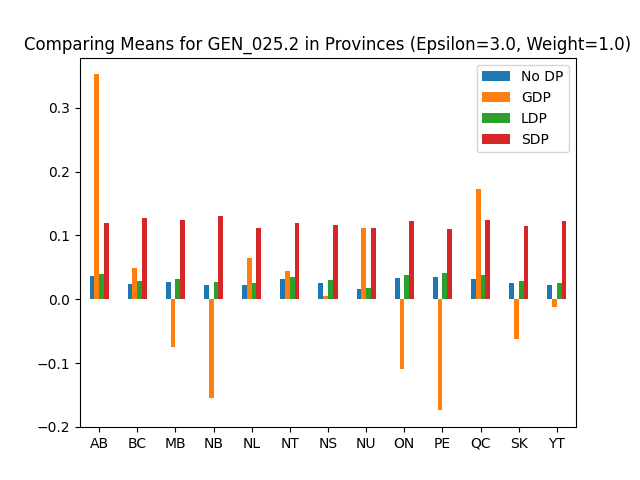 Comparing Means for GEN_025.2 in Provinces (Epsilon=3.0, Weight=1.0)
No DP
GDP
LDP
SDP
0.3
0.2
0.1
0.0
−0.1
−0.2
AB BC MB NB NL NT NS NU ON PE QC SK YT